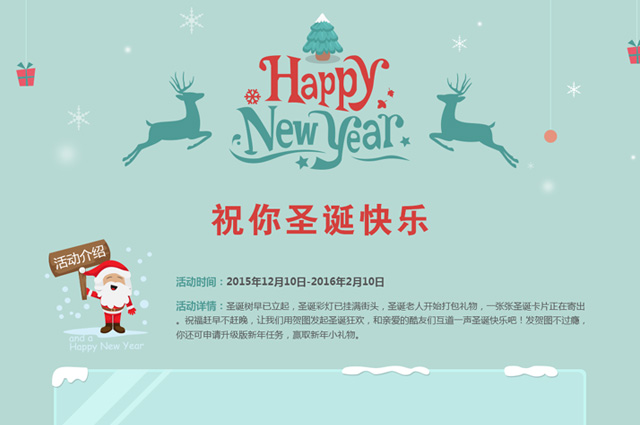 Happy
New Year
祝你圣诞快乐
活动介绍
活动时间：2015年12月10日-2016年2月10日
活动详情：圣诞树早已立起，圣诞彩灯已挂满街头，圣诞老人开始打包礼物，一张张圣诞卡片正在寄出
。祝福赶早不赶晚，让我们用贺图发起圣诞狂欢，和亲爱的酷友们互道一声圣诞快乐吧！发贺图不过瘾，
你还可申请升级版新年任务，赢取新年小礼物。
and a
Happy New Year